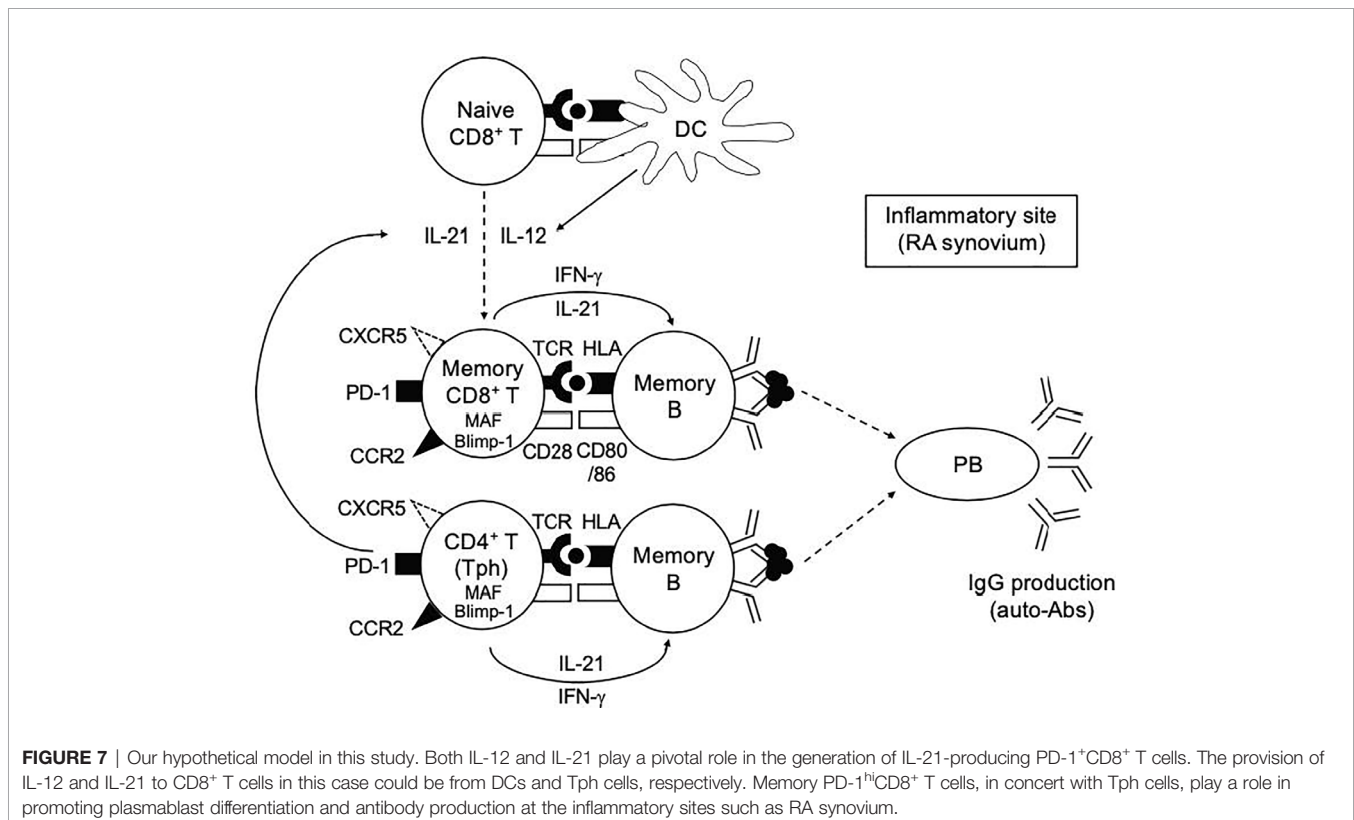 Naive
CD8⁺ T
DC
IL-21
IL-12
Inflammatory site
(RA synovium)
IFN-γ
IL-21
CXCR5
TCR HLA
PD-1
Memory
CD8⁺ T
MAF
Blimp-1
Memory
B
CCR2
CD28 CD80
/86
PB
CXCR5
TCR HLA
PD-1
CD4⁺ T
(Tph)
MAF
Blimp-1
Memory
B
CCR2
IgG production
(auto-Abs)
IL-21
IFN-γ
FIGURE 7 | Our hypothetical model in this study. Both IL-12 and IL-21 play a pivotal role in the generation of IL-21-producing PD-1⁺CD8⁺ T cells. The provision of
IL-12 and IL-21 to CD8⁺ T cells in this case could be from DCs and Tph cells, respectively. Memory PD-1ʰⁱCD8⁺ T cells, in concert with Tph cells, play a role in
promoting plasmablast differentiation and antibody production at the inflammatory sites such as RA synovium.